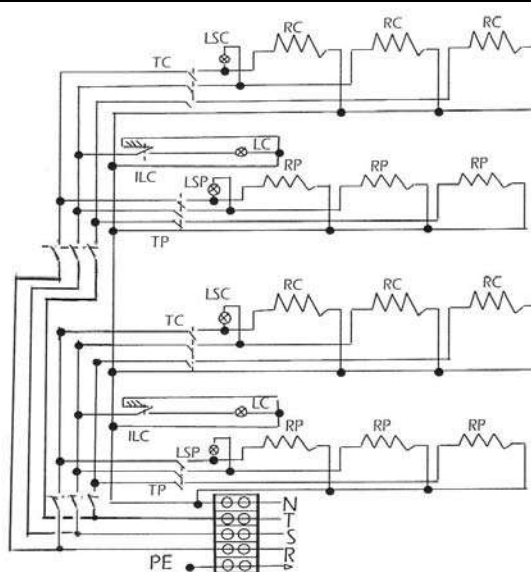 RC RC RC
LSC
TC
LC
ILC
LSP RP RP RP
TP
RC RC RC
LSC
TC
LC
ILC
RP RP RP
LSP
TP
N
T
S
R
PE